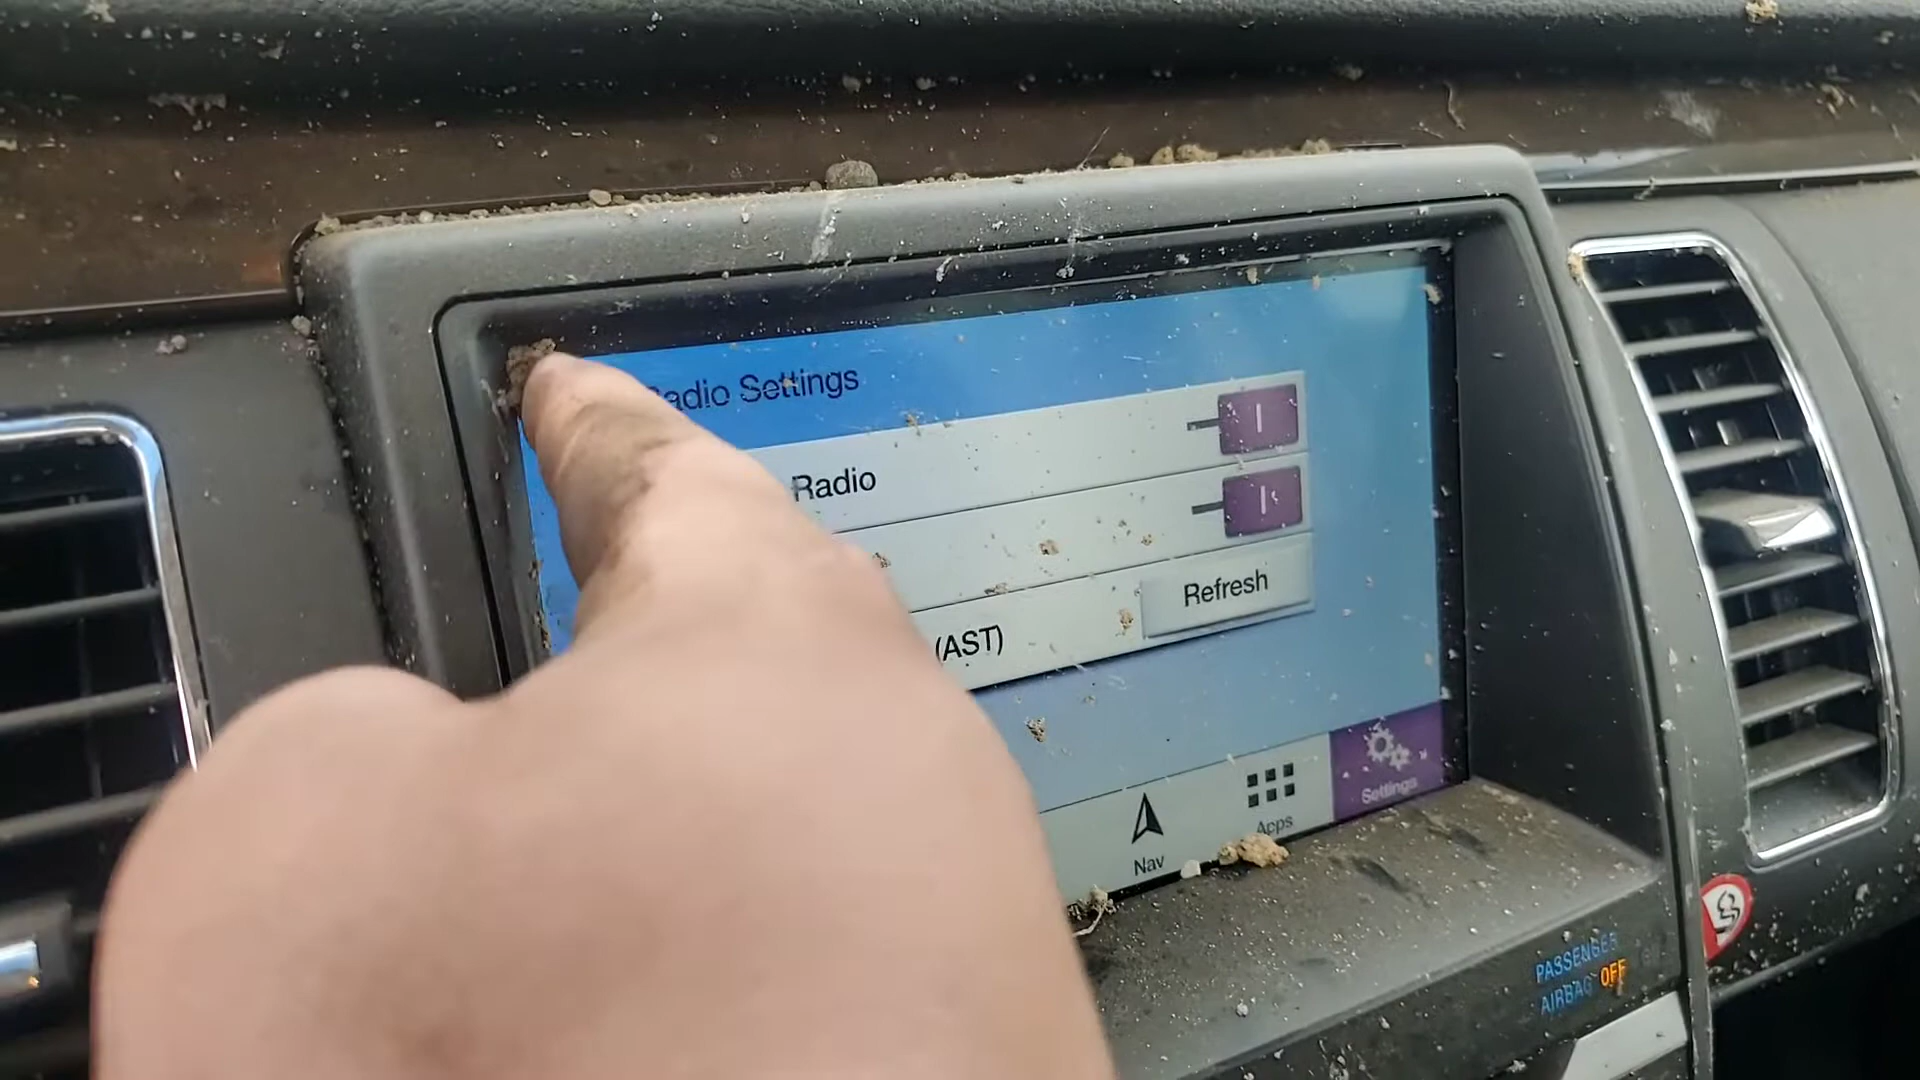 Radio Settings
Radio
(AST)
Refresh
Nav
Apps
Settings
PASSENGER
AIRBAG OFF